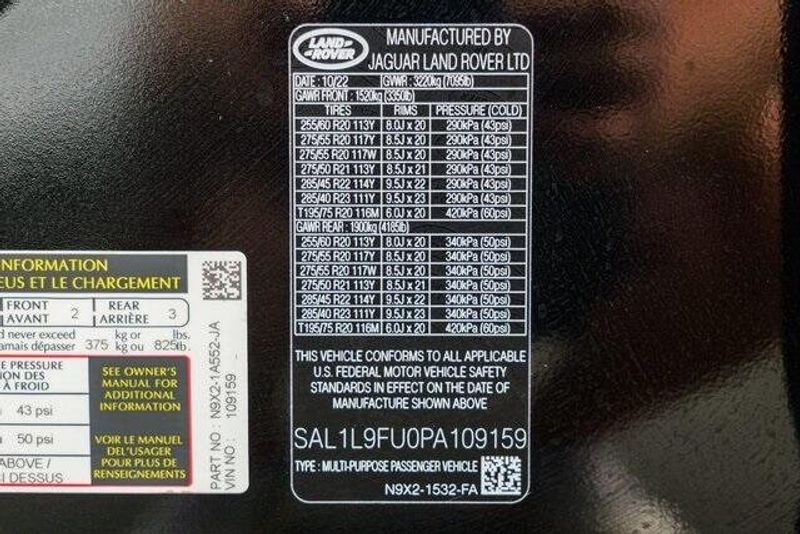 LAND ROVER
MANUFACTURED BY
JAGUAR LAND ROVER LTD
DATE : 10/22 GVWR : 3220kg (7095lb)
GAWR FRONT : 1520kg (3350lb)
TIRES RIMS PRESSURE (COLD)
255/60 R20 113Y 8.0J x 20 290kPa (43psi)
275/55 R20 117Y 8.5J x 20 290kPa (43psi)
275/55 R20 117W 8.5J x 20 290kPa (43psi)
275/50 R21 113Y 8.5J x 21 290kPa (43psi)
285/45 R22 114Y 9.5J x 22 290kPa (43psi)
285/40 R23 111Y 9.5J x 23 290kPa (43psi)
T195/75 R20 116M 6.0J x 20 420kPa (60psi)
GAWR REAR : 1900kg (4185lb)
255/60 R20 113Y 8.0J x 20 340kPa (50psi)
275/55 R20 117Y 8.5J x 20 340kPa (50psi)
275/55 R20 117W 8.5J x 20 340kPa (50psi)
275/50 R21 113Y 8.5J x 21 340kPa (50psi)
285/45 R22 114Y 9.5J x 22 340kPa (50psi)
285/40 R23 111Y 9.5J x 23 340kPa (50psi)
T195/75 R20 116M 6.0J x 20 420kPa (60psi)
THIS VEHICLE CONFORMS TO ALL APPLICABLE
U.S. FEDERAL MOTOR VEHICLE SAFETY
STANDARDS IN EFFECT ON THE DATE OF
MANUFACTURE SHOWN ABOVE
SAL1L9FU0PA109159
TYPE : MULTI-PURPOSE PASSENGER VEHICLE
N9X2-1532-FA
NFORMATION
EUS ET LE CHARGEMENT
FRONT 2 REAR 3
AVANT ARRIÈRE
d never exceed 375 kg or 825 lbs.
amais dépasser kg ou lb.
E PRESSURE
ION DES
À FROID
43 psi
50 psi
ABOVE /
CI DESSUS
SEE OWNER'S
MANUAL FOR
ADDITIONAL
INFORMATION
VOIR LE MANUEL
DEL'USAGER
POUR PLUS DE
RENSEIGNEMENTS
PART NO : N9X2-1A552-JA
VIN NO : 109159